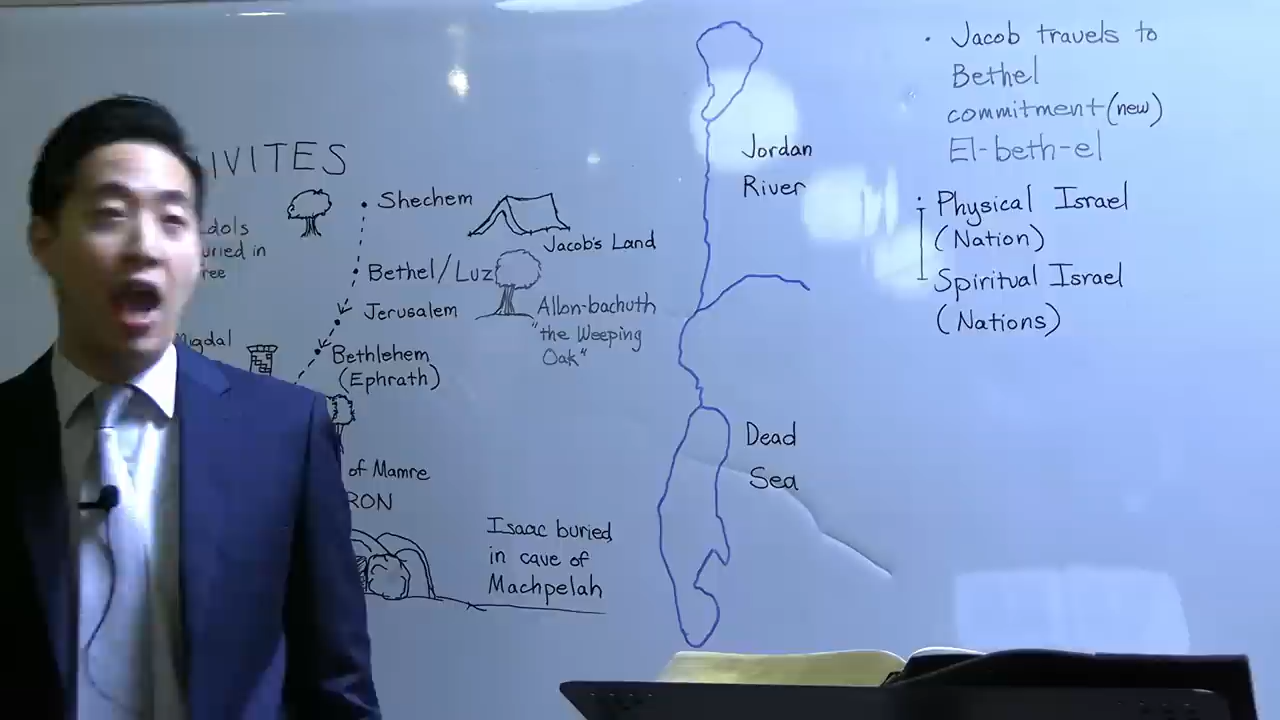 IVITES
Idols
uried in
ree
Shechem
Jacob's Land
Bethel/Luz
Allon-bachuth
"the Weeping
Oak"
Jerusalem
Migdal
Bethlehem
(Ephrath)
of Mamre
RON
Isaac buried
in cave of
Machpelah
Jordan
River
Dead
Sea
• Jacob travels to
Bethel
commitment (new)
El-beth-el
• Physical Israel
(Nation)
Spiritual Israel
(Nations)